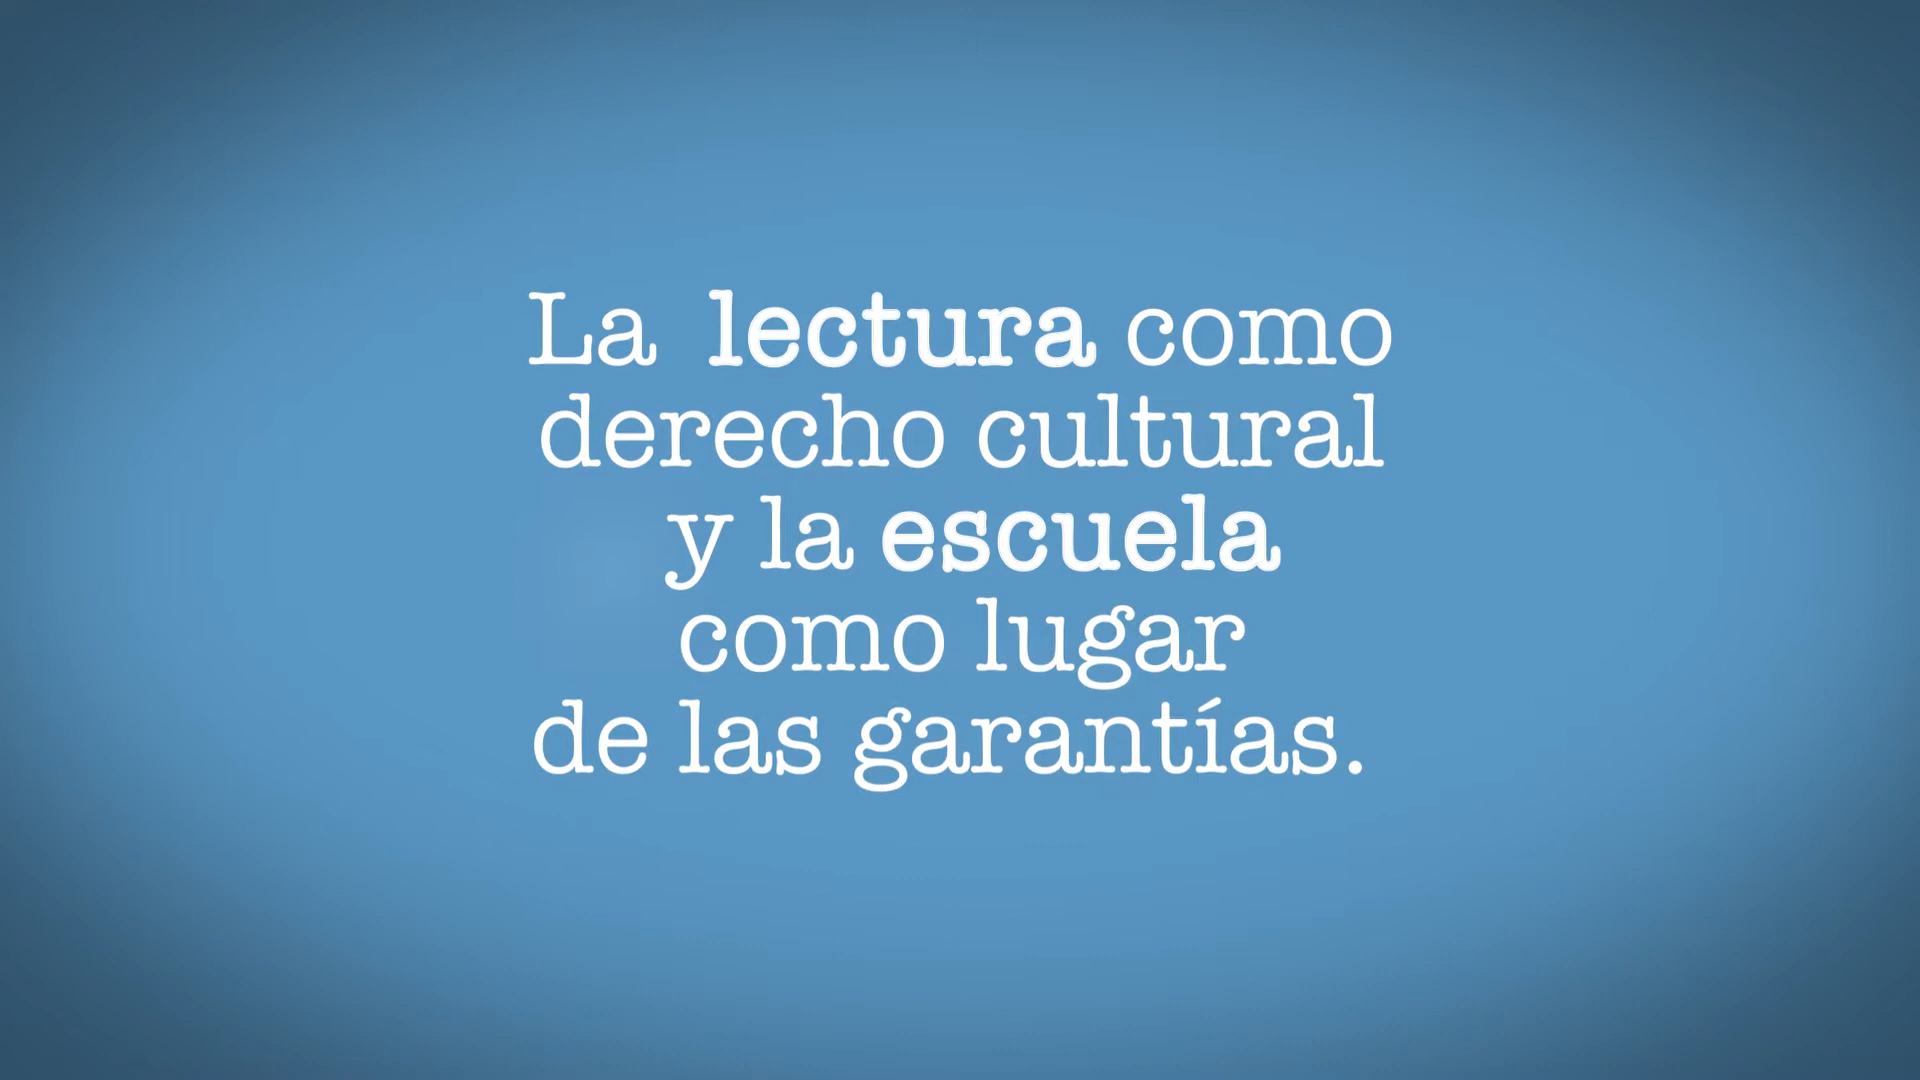 La lectura como
derecho cultural
y la escuela
como lugar
de las garantías.